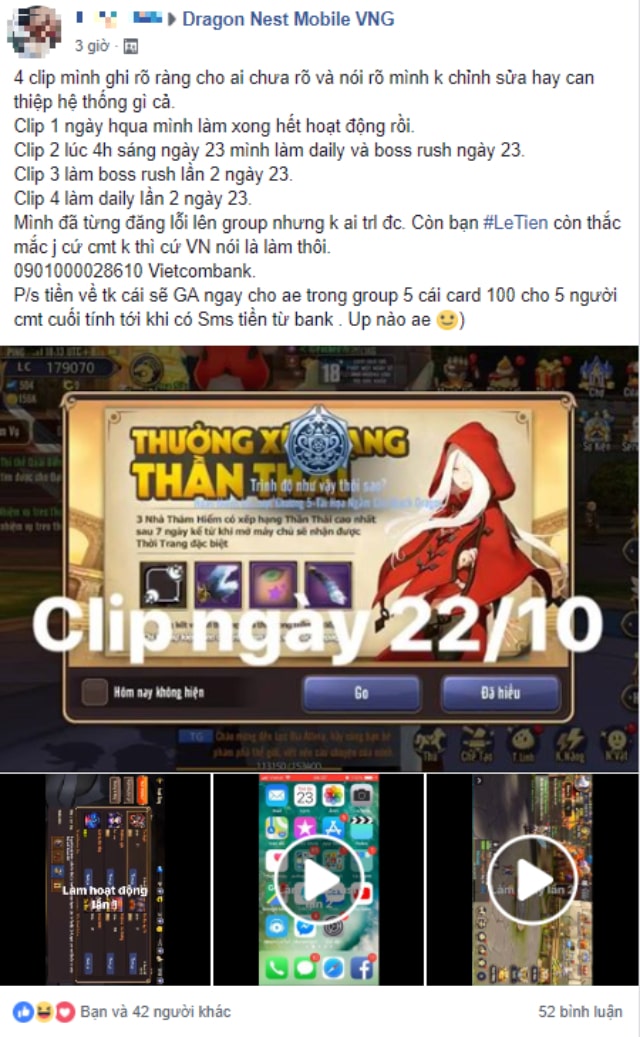 Dragon Nest Mobile VNG
3 giờ ·
4 clip mình ghi rõ ràng cho ai chưa rõ và nói rõ mình k chỉnh sửa hay can
thiệp hệ thống gì cả.
Clip 1 ngày hqua mình làm xong hết hoạt động rồi.
Clip 2 lúc 4h sáng ngày 23 mình làm daily và boss rush ngày 23.
Clip 3 làm boss rush lần 2 ngày 23.
Clip 4 làm daily lần 2 ngày 23.
Mình đã từng đăng lỗi lên group nhưng k ai trl đc. Còn bạn #LeTien còn thắc
mắc j cứ cmt k thì cứ VN nói là làm thôi.
0901000028610 Vietcombank.
P/s tiền về tk cái sẽ GA ngay cho ae trong group 5 cái card 100 cho 5 người
cmt cuối tính tới khi có Sms tiền từ bank . Up nào ae 😉)
LC 179070
18
THƯỞNG
THẦN
Trình độ như vậy thôi sao?
3 Nhà Thám Hiểm có xếp hạng Thần Thái cao nhất
sau 7 ngày kể từ khi mở máy chủ sẽ nhận được
Thời Trang đặc biệt
Clip ngày 22/10
Hôm nay không hiện
Go
Đã hiểu
TG
Thú
Chế Tạo
T.Linh
K.Năng
N.Vật
Làm hoạt động
lần 1
23
Bạn và 42 người khác
52 bình luận